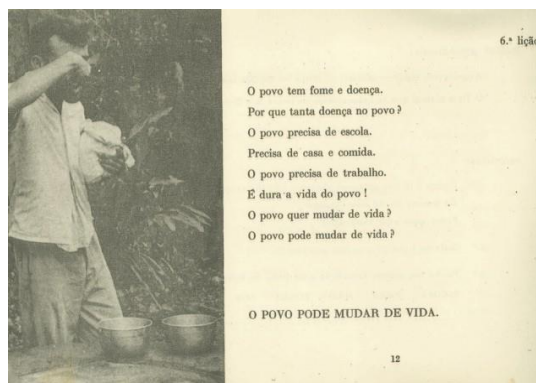 6.ª lição
O povo tem fome e doença.
Por que tanta doença no povo?
O povo precisa de escola.
Precisa de casa e comida.
O povo precisa de trabalho.
É dura a vida do povo!
O povo quer mudar de vida?
O povo pode mudar de vida?
O POVO PODE MUDAR DE VIDA.
12